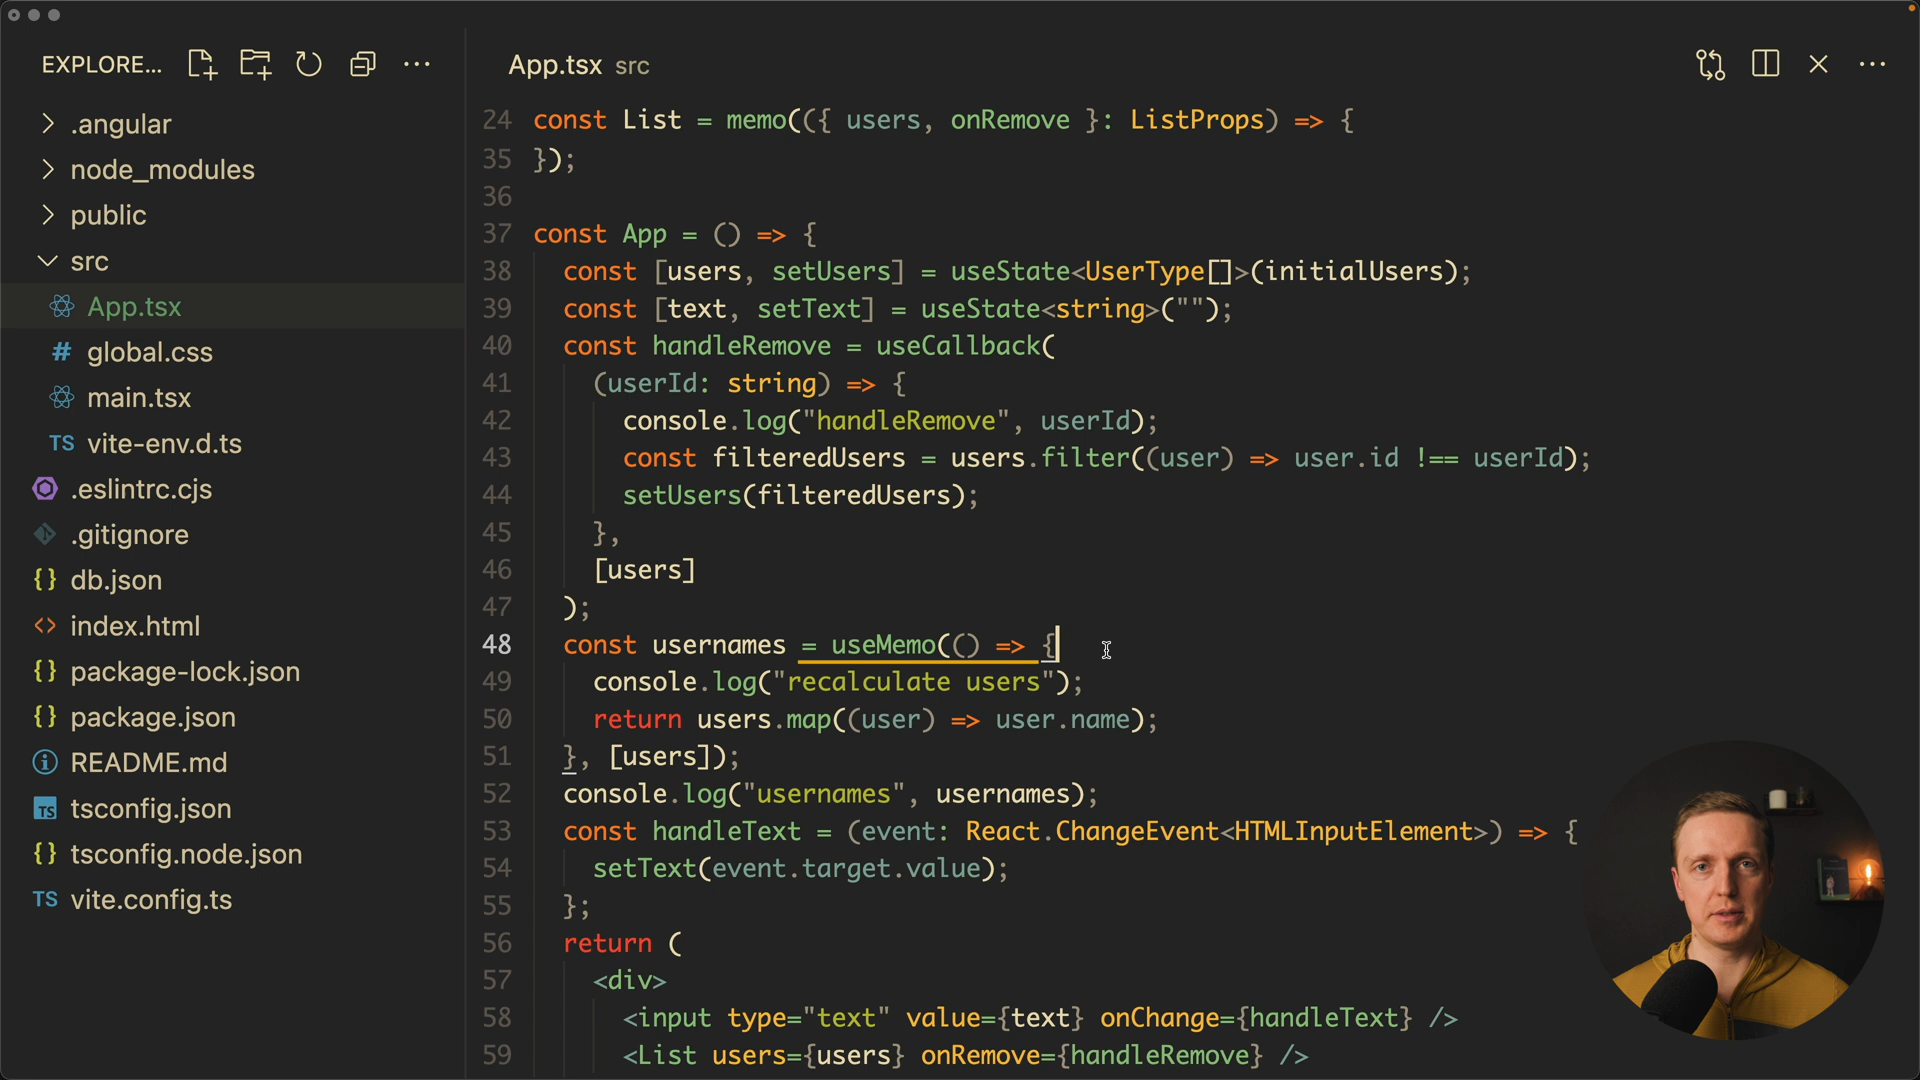 EXPLORE...
.angular
node_modules
public
src
App.tsx
# global.css
main.tsx
TS vite-env.d.ts
.eslintrc.cjs
.gitignore
{} db.json
<> index.html
{} package-lock.json
{} package.json
README.md
TS tsconfig.json
{} tsconfig.node.json
TS vite.config.ts
App.tsx src
24 const List = memo(({ users, onRemove }: ListProps) => {
35 });
36
37 const App = () => {
38 const [users, setUsers] = useState<UserType[]>(initialUsers);
39 const [text, setText] = useState<string>("");
40 const handleRemove = useCallback(
41 (userId: string) => {
42 console.log("handleRemove", userId);
43 const filteredUsers = users.filter((user) => user.id !== userId);
44 setUsers(filteredUsers);
45 },
46 [users]
47 );
48 const usernames = useMemo(() => {
49 console.log("recalculate users");
50 return users.map((user) => user.name);
51 }, [users]);
52 console.log("usernames", usernames);
53 const handleText = (event: React.ChangeEvent<HTMLInputElement>) => {
54 setText(event.target.value);
55 };
56 return (
57 <div>
58 <input type="text" value={text} onChange={handleText} />
59 <List users={users} onRemove={handleRemove} />